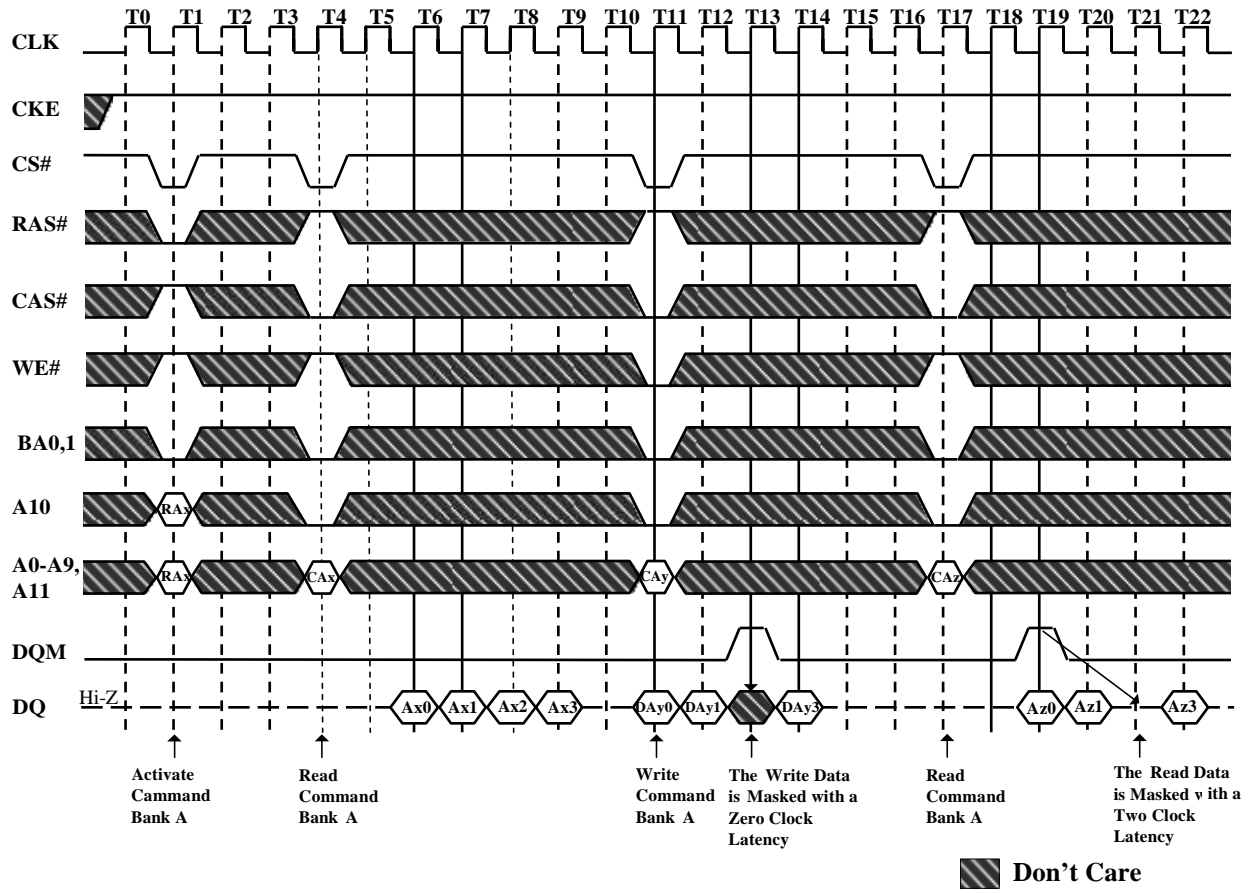 T0 T1 T2 T3 T4 T5 T6 T7 T8 T9 T10 T11 T12 T13 T14 T15 T16 T17 T18 T19 T20 T21 T22
CLK
CKE
CS#
RAS#
CAS#
WE#
BA0,1
A10 RAx
A0-A9,
A11
RAx CAx CAy CAz
DQM
DQ Hi-Z Ax0 Ax1 Ax2 Ax3 DAy0 DAy1 DAy3 Az0 Az1 Az3
Activate
Cammand
Bank A
Read
Command
Bank A
Write
Command
Bank A
The Write Data
is Masked with a
Zero Clock
Latency
Read
Command
Bank A
The Read Data
is Masked with a
Two Clock
Latency
Don't Care